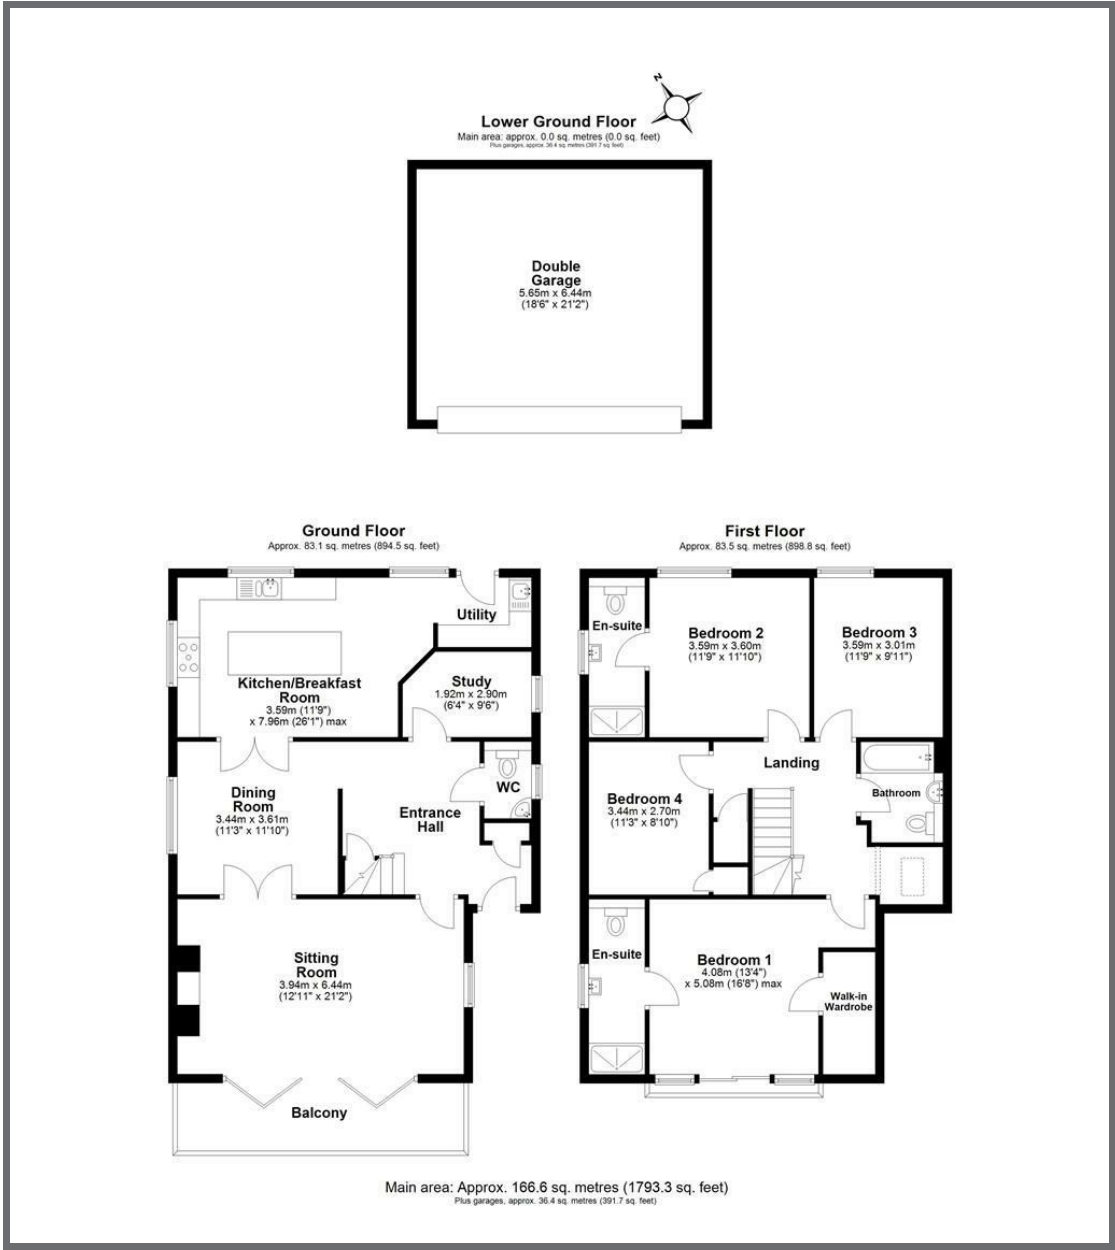 N
Lower Ground Floor
Main area: approx. 0.0 sq. metres (0.0 sq. feet)
Plus garages, approx. 36.4 sq. metres (391.7 sq. feet)
Double
Garage
5.65m x 6.44m
(18'6" x 21'2")
Ground Floor
Approx. 83.1 sq. metres (894.5 sq. feet)
Utility
Kitchen/Breakfast
Room
3.59m (11'9")
x 7.96m (26'1") max
Study
1.92m x 2.90m
(6'4" x 9'6")
WC
Dining
Room
3.44m x 3.61m
(11'3" x 11'10")
Entrance
Hall
Sitting
Room
3.94m x 6.44m
(12'11" x 21'2")
Balcony
First Floor
Approx. 83.5 sq. metres (898.8 sq. feet)
En-suite
Bedroom 2
3.59m x 3.60m
(11'9" x 11'10")
Bedroom 3
3.59m x 3.01m
(11'9" x 9'11")
Landing
Bathroom
Bedroom 4
3.44m x 2.70m
(11'3" x 8'10")
En-suite
Bedroom 1
4.08m (13'4")
x 5.08m (16'8") max
Walk-in
Wardrobe
Main area: Approx. 166.6 sq. metres (1793.3 sq. feet)
Plus garages, approx. 36.4 sq. metres (391.7 sq. feet)